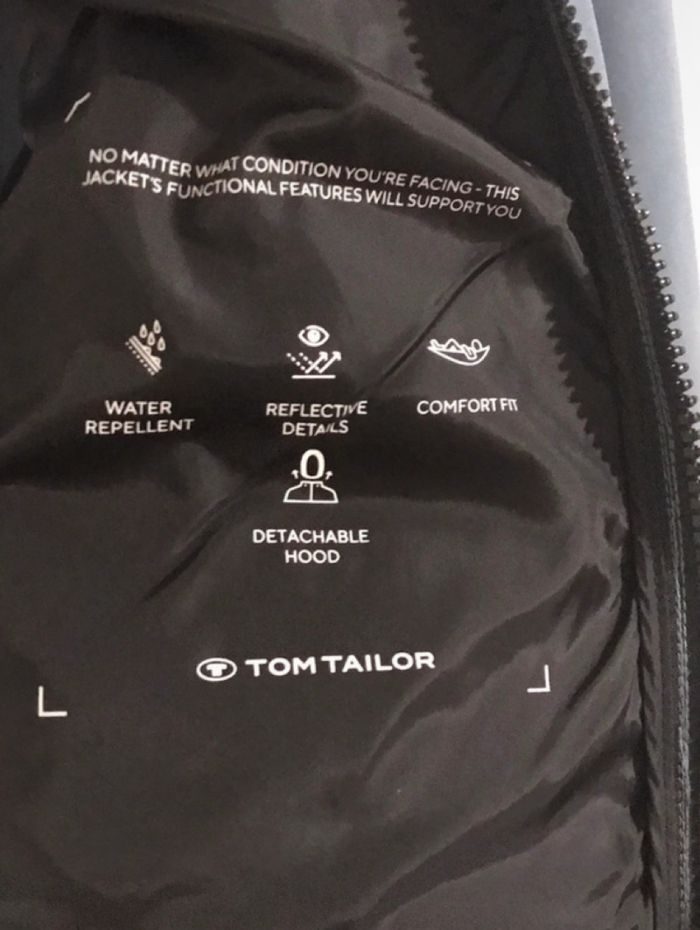 NO MATTER WHAT CONDITION YOU'RE FACING - THIS
JACKET'S FUNCTIONAL FEATURES WILL SUPPORT YOU
WATER
REPELLENT
REFLECTIVE
DETAILS
COMFORT FIT
DETACHABLE
HOOD
TOM TAILOR